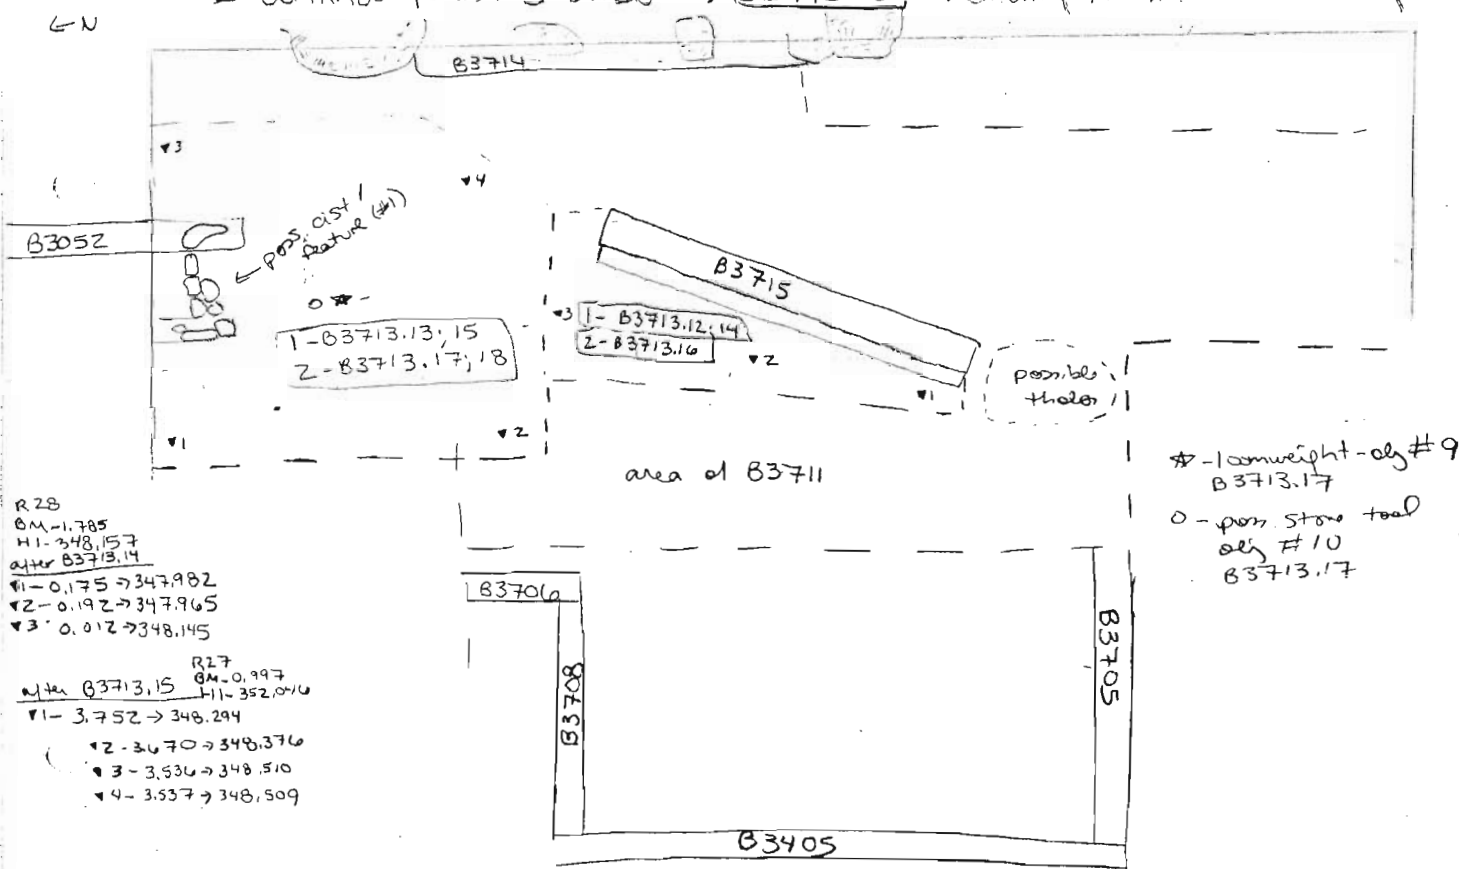 ← N
B3714
▼3
▼4
B3052
poss. cist /
feature (#1)
B3715
1-B3713.13; 15
2-B3713.17; 18
▼3
1- B3713.12; 14
2-B3713.16
▼2
▼1
possible
tholos
▼1
▼2
area of B3711
☆-loomweight-obj #9
B3713.17
O - poss. stone tool
obj #10
B3713.17
R28
BM-1.785
HI-348.157
after B3713.14
▼1-0.175→347.982
▼2-0.192→347.965
▼3 0.012→348.145
R27
BM-0.997
HI-352.046
after B3713.15
▼1- 3.752→348.294
▼2-3.670→348.376
▼3-3.536→348.510
▼4-3.537→348.509
B3706
B3708
B3705
B3405